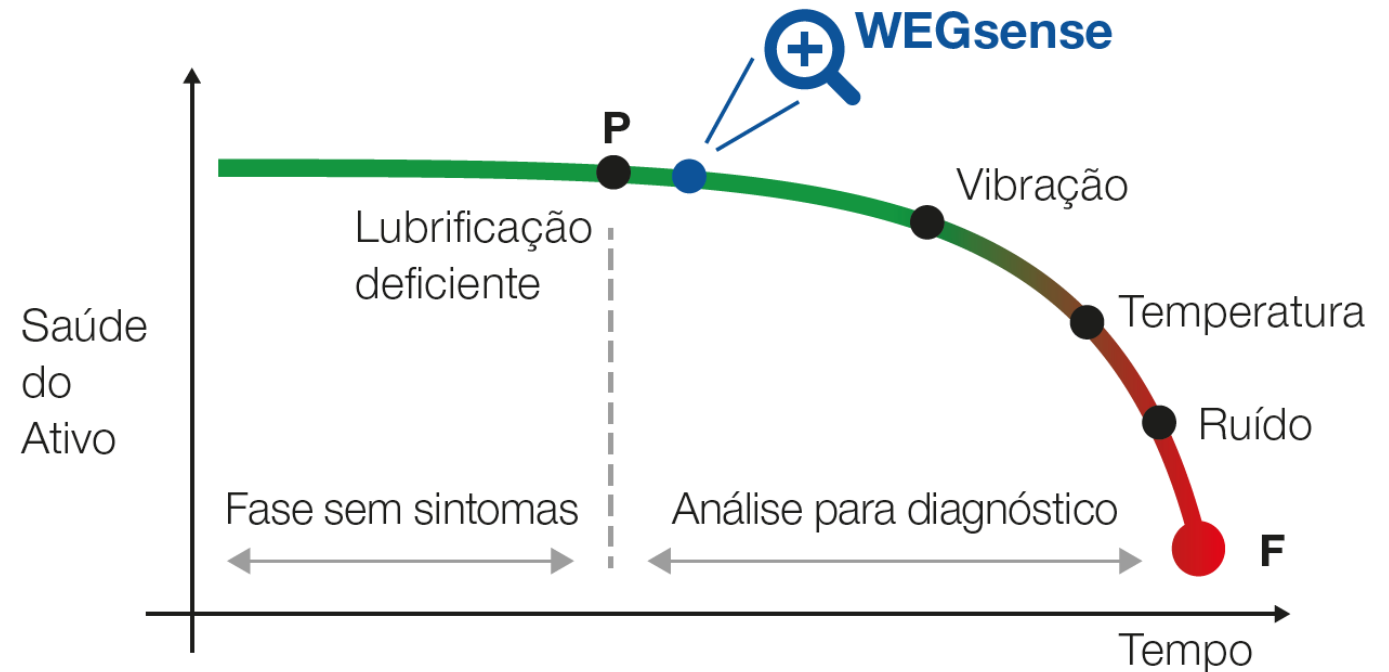 WEGsense
P
Vibração
Lubrificação
deficiente
Temperatura
Saúde
do
Ativo
Ruído
Fase sem sintomas
Análise para diagnóstico
F
Tempo